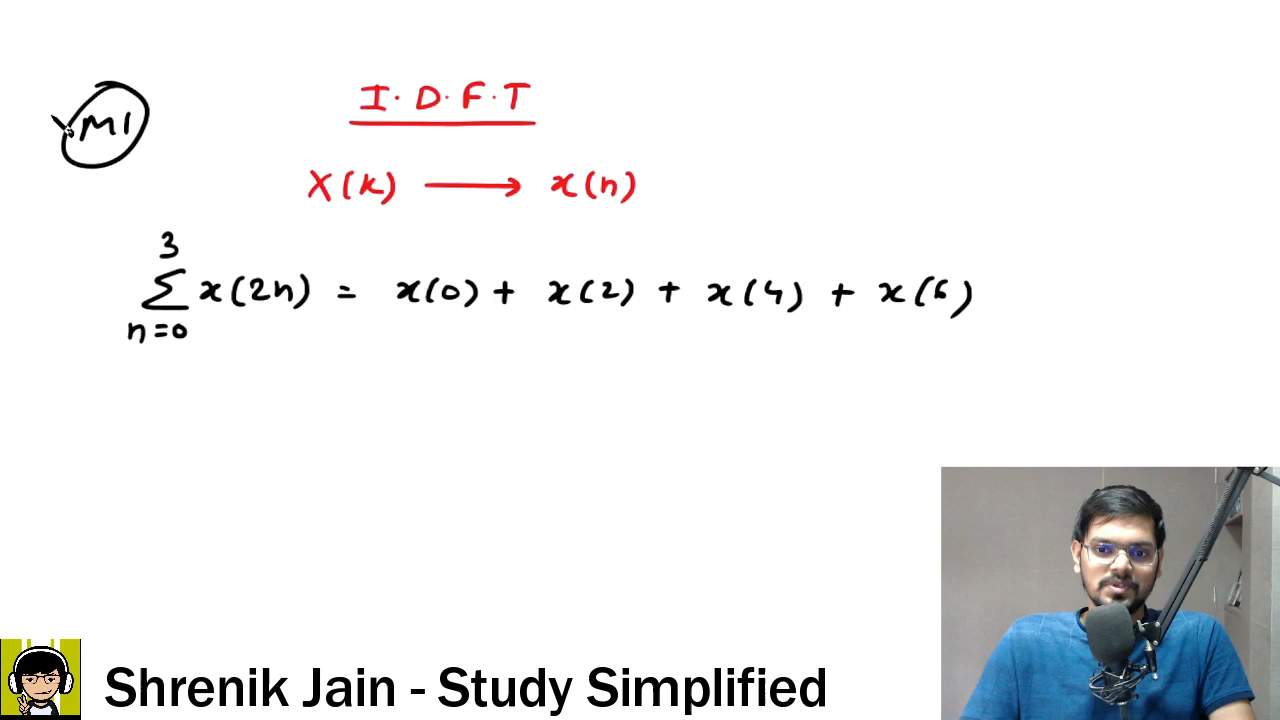 I.D.F.T
M1
X(k) ⟶ x(n)
3
∑ x(2n) = x(0) + x(2) + x(4) + x(6)
n=0
Shrenik Jain - Study Simplified